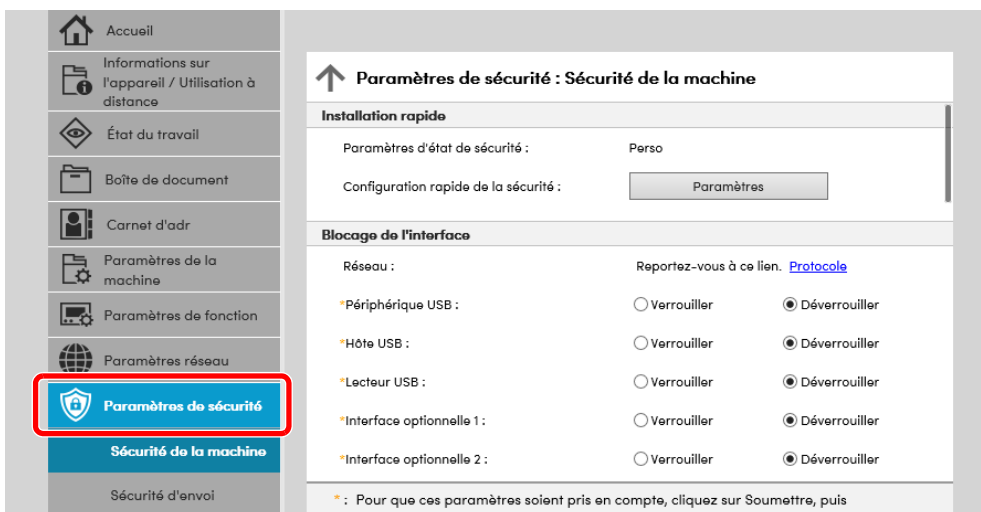 Accueil
Informations sur
l'appareil / Utilisation à
distance
État du travail
Boîte de document
Carnet d'adr
Paramètres de la
machine
Paramètres de fonction
Paramètres réseau
Paramètres de sécurité
Sécurité de la machine
Sécurité d'envoi
Paramètres de sécurité : Sécurité de la machine
Installation rapide
Paramètres d'état de sécurité : Perso
Configuration rapide de la sécurité : Paramètres
Blocage de l'interface
Réseau : Reportez-vous à ce lien. Protocole
*Périphérique USB : Verrouiller Déverrouiller
*Hôte USB : Verrouiller Déverrouiller
*Lecteur USB : Verrouiller Déverrouiller
*Interface optionnelle 1 : Verrouiller Déverrouiller
*Interface optionnelle 2 : Verrouiller Déverrouiller
* : Pour que ces paramètres soient pris en compte, cliquez sur Soumettre, puis